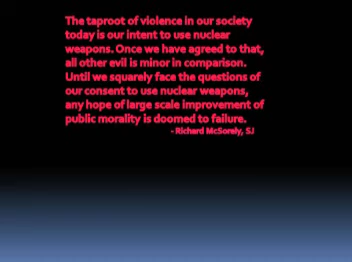 The taproot of violence in our society
today is our intent to use nuclear
weapons. Once we have agreed to that,
all other evil is minor in comparison.
Until we squarely face the questions of
our consent to use nuclear weapons,
any hope of large scale improvement of
public morality is doomed to failure.
- Richard McSorely, SJ